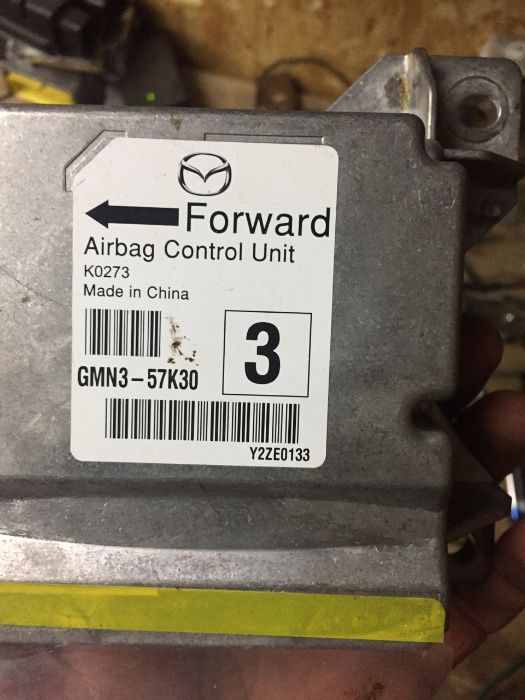 Forward
Airbag Control Unit
K0273
Made in China
3
GMN3-57K30
Y2ZE0133